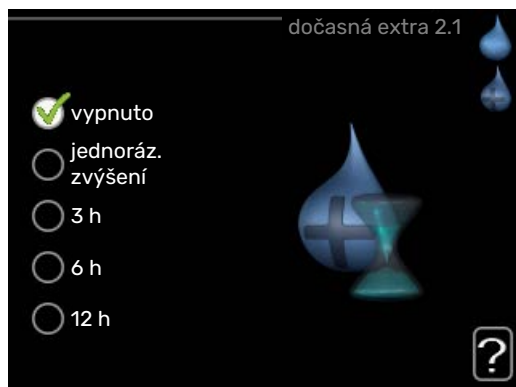 dočasná extra 2.1
vypnuto
jednoráz.
zvýšení
3 h
6 h
12 h
?